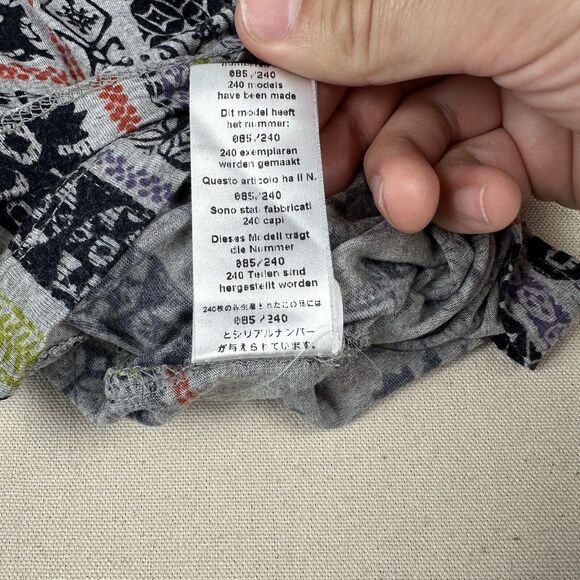 085/240
240 models
have been made
Dit model heeft
het nummer:
085/240
240 exemplaren
werden gemaakt
Questo articolo ha Il N.
085/240
Sono stati fabbricati
240 capi
Dieses Modell trägt
die Nummer
085/240
240 Teilen sind
hergestellt worden
240枚のみ生産されたこの品には
085/240
とシリアルナンバー
が与えられています